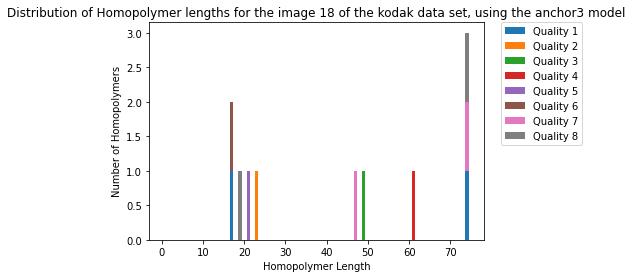 Distribution of Homopolymer lengths for the image 18 of the kodak data set, using the anchor3 model
3.0
2.5
2.0
1.5
1.0
0.5
0.0
Number of Homopolymers
0 10 20 30 40 50 60 70
Homopolymer Length
Quality 1
Quality 2
Quality 3
Quality 4
Quality 5
Quality 6
Quality 7
Quality 8